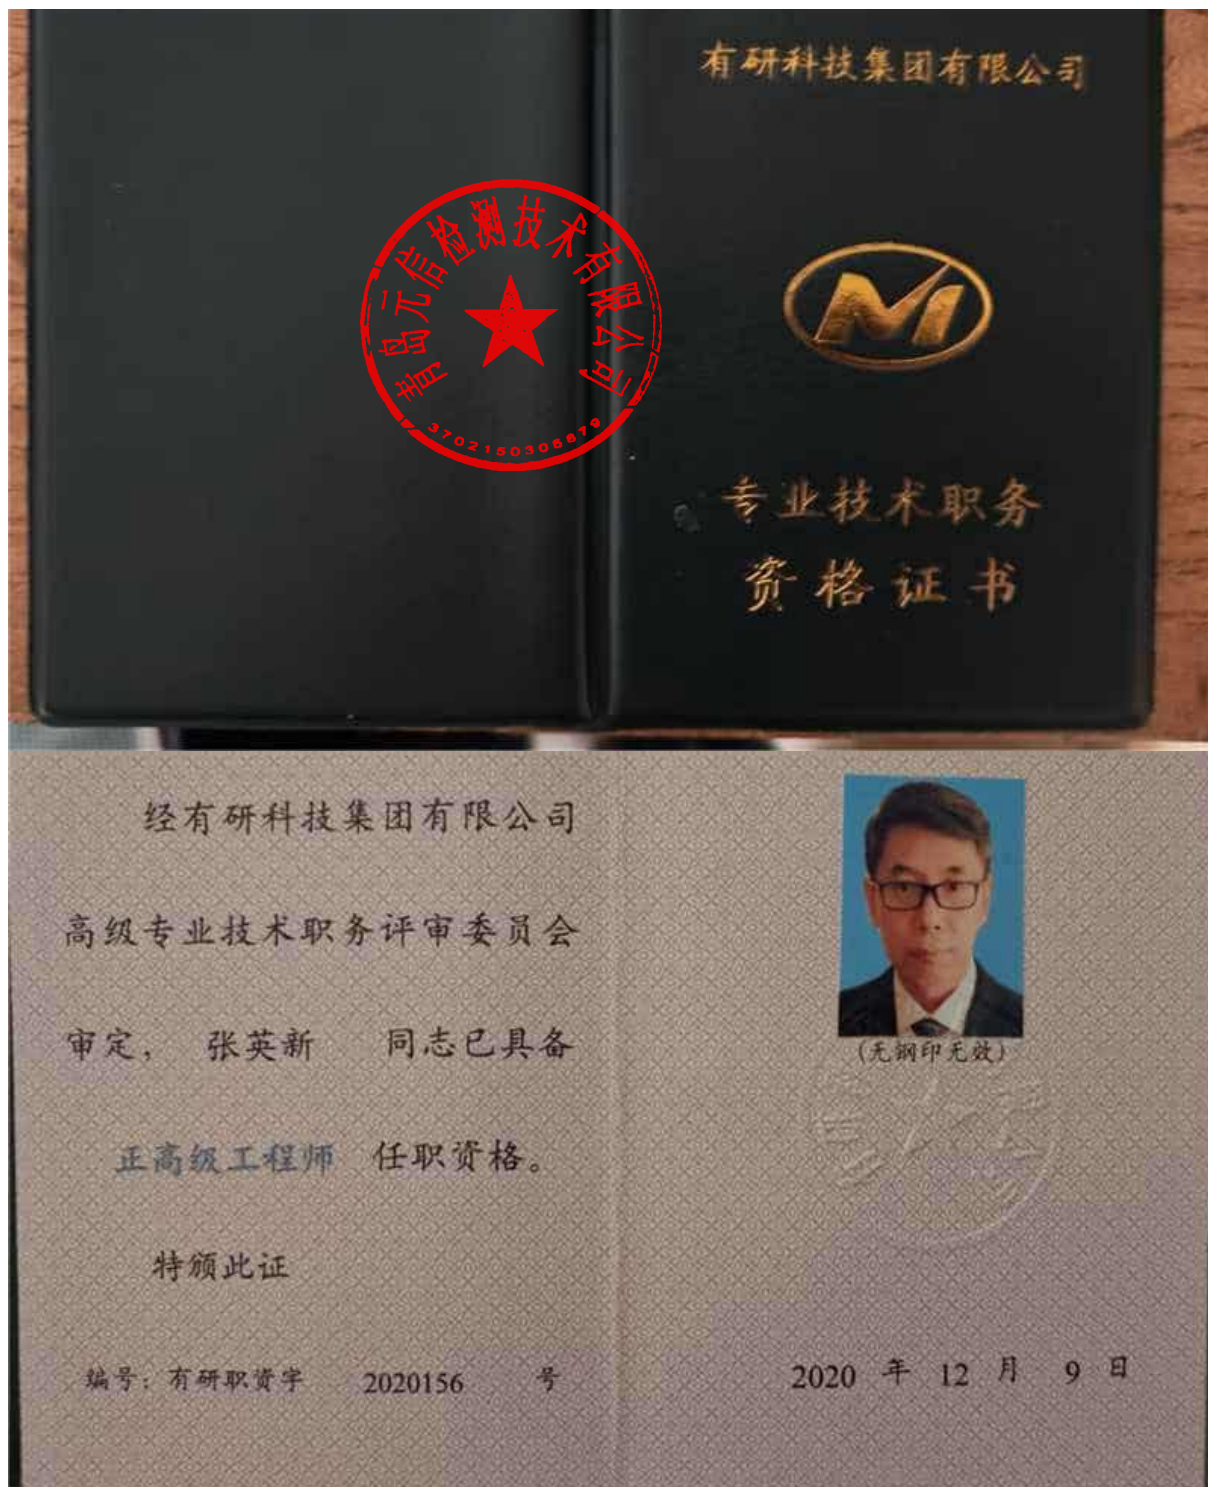 有研科技集团有限公司
青岛元信检测技术有限公司
专业技术职务
资格证书
经有研科技集团有限公司
高级专业技术职务评审委员会
审定， 张英新 同志已具备
正高级工程师 任职资格。
特颁此证
编号：有研职资字 2020156 号
(无钢印无效)
2020 年 12 月 9 日